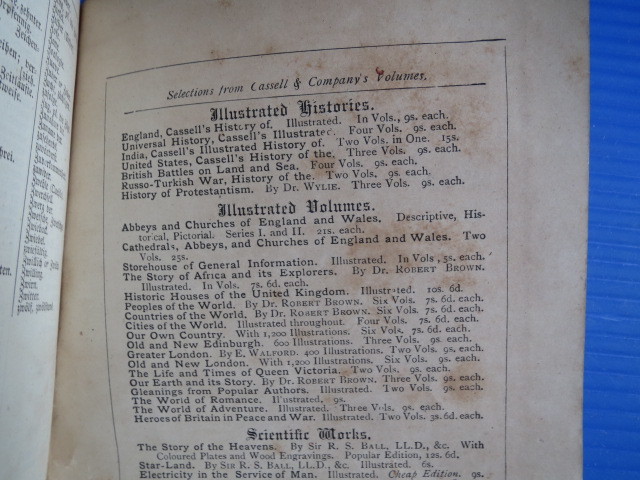 Selections from Cassell & Company's Volumes.
Illustrated Histories.
England, Cassell's History of. Illustrated. In Vols., 9s. each.
Universal History, Cassell's Illustrated. Four Vols. 9s. each.
India, Cassell's Illustrated History of. Two Vols. in One. 15s.
United States, Cassell's History of the. Three Vols. 9s. each.
British Battles on Land and Sea. Four Vols. 9s. each.
Russo-Turkish War, History of the. Two Vols. 9s. each.
History of Protestantism. By Dr. WYLIE. Three Vols. 9s. each.
Illustrated Volumes.
Abbeys and Churches of England and Wales. Descriptive, His-
torical, Pictorial. Series I. and II. 21s. each.
Cathedrals, Abbeys, and Churches of England and Wales. Two
Vols. 25s.
Storehouse of General Information. Illustrated. In Vols, 5s. each.
The Story of Africa and its Explorers. By Dr. ROBERT BROWN.
Illustrated. In Vols. 7s. 6d. each.
Historic Houses of the United Kingdom. Illustrated. 10s. 6d.
Peoples of the World. By Dr. ROBERT BROWN. Six Vols. 7s. 6d. each.
Countries of the World. By Dr. ROBERT BROWN. Six Vols. 7s. 6d. each.
Cities of the World. Illustrated throughout. Four Vols. 7s. 6d. each.
Our Own Country. With 1,200 Illustrations. Six Vols. 7s. 6d. each.
Old and New Edinburgh. 600 Illustrations. Three Vols. 9s. each.
Greater London. By E. WALFORD. 400 Illustrations. Two Vols. 9s. each.
Old and New London. With 1,200 Illustrations. Six Vols. 9s. each.
The Life and Times of Queen Victoria. Two Vols. 9s. each.
Our Earth and its Story. By Dr. ROBERT BROWN. Three Vols. 9s. each.
Gleanings from Popular Authors. Illustrated. Two Vols. 9s. each.
The World of Romance. Illustrated, 9s.
The World of Adventure. Illustrated. Three Vols. 9s. each.
Heroes of Britain in Peace and War. Illustrated. Two Vols. 3s. 6d. each.
Scientific Works.
The Story of the Heavens. By Sir R. S. BALL, LL.D., &c. With
Coloured Plates and Wood Engravings. Popular Edition, 12s. 6d.
Star-Land. By SIR R. S. BALL, LL.D., &c. Illustrated. 6s.
Electricity in the Service of Man. Illustrated. Cheap Edition. 9s.